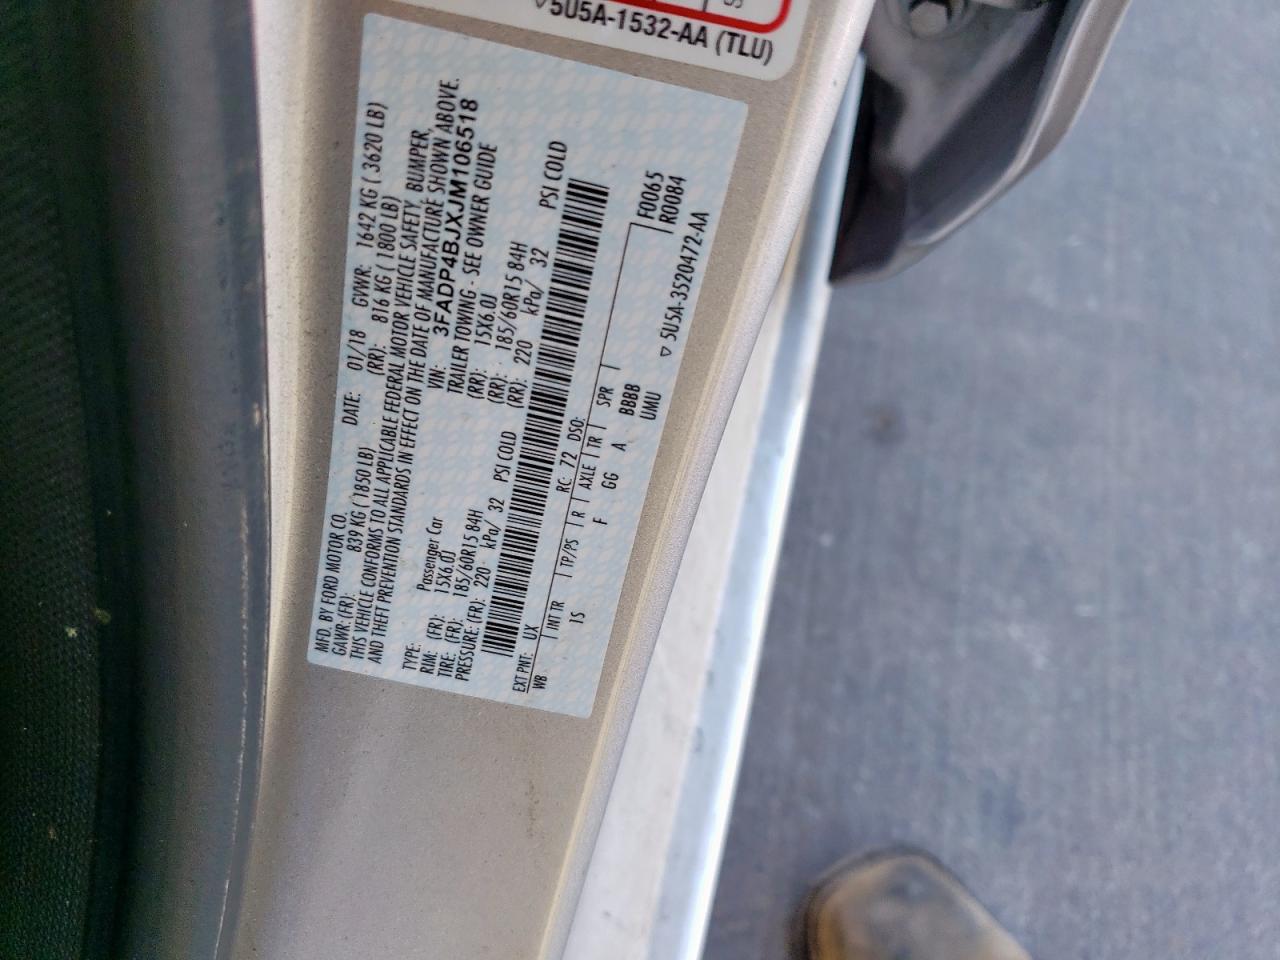 ▽5U5A-1532-AA (TLU)
MFD. BY FORD MOTOR CO.
DATE: 01/18 GVWR: 1642 KG ( 3620 LB)
GAWR: (FR): 839 KG ( 1850 LB) (RR): 816 KG ( 1800 LB)
THIS VEHICLE CONFORMS TO ALL APPLICABLE FEDERAL MOTOR VEHICLE SAFETY, BUMPER,
AND THEFT PREVENTION STANDARDS IN EFFECT ON THE DATE OF MANUFACTURE SHOWN ABOVE.
VIN: 3FADP4BJXJM106518
TYPE: Passenger Car TRAILER TOWING - SEE OWNER GUIDE
RIM: (FR): 15X6.0J (RR): 15X6.0J
TIRE: (FR): 185/60R15 84H (RR): 185/60R15 84H
PRESSURE: (FR): 220 kPa/ 32 PSI COLD (RR): 220 kPa/ 32 PSI COLD
EXT PNT: UX RC: 72 DSO: F0065
WB INT TR TP/PS R AXLE TR SPR R0084
1S F GG A BBBB
UMU
▽ 5U5A-3520472-AA